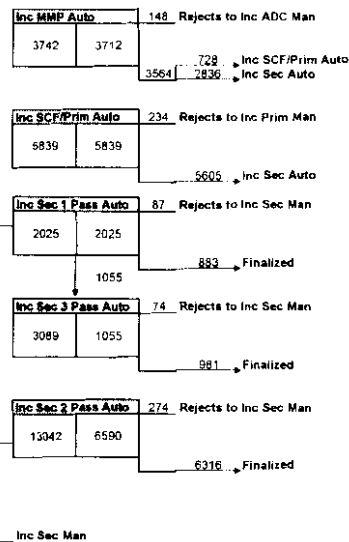 Inc MMP Auto 148 Rejects to Inc ADC Man
3742 3712
728 Inc SCF/Prim Auto
3564 2836 Inc Sec Auto
Inc SCF/Prim Auto 234 Rejects to Inc Prim Man
5839 5839
5605 Inc Sec Auto
Inc Sec 1 Pass Auto 87 Rejects to Inc Sec Man
2025 2025
883 Finalized
1055
Inc Sec 3 Pass Auto 74 Rejects to Inc Sec Man
3089 1055
981 Finalized
Inc Sec 2 Pass Auto 274 Rejects to Inc Sec Man
13042 6590
6316 Finalized
Inc Sec Man